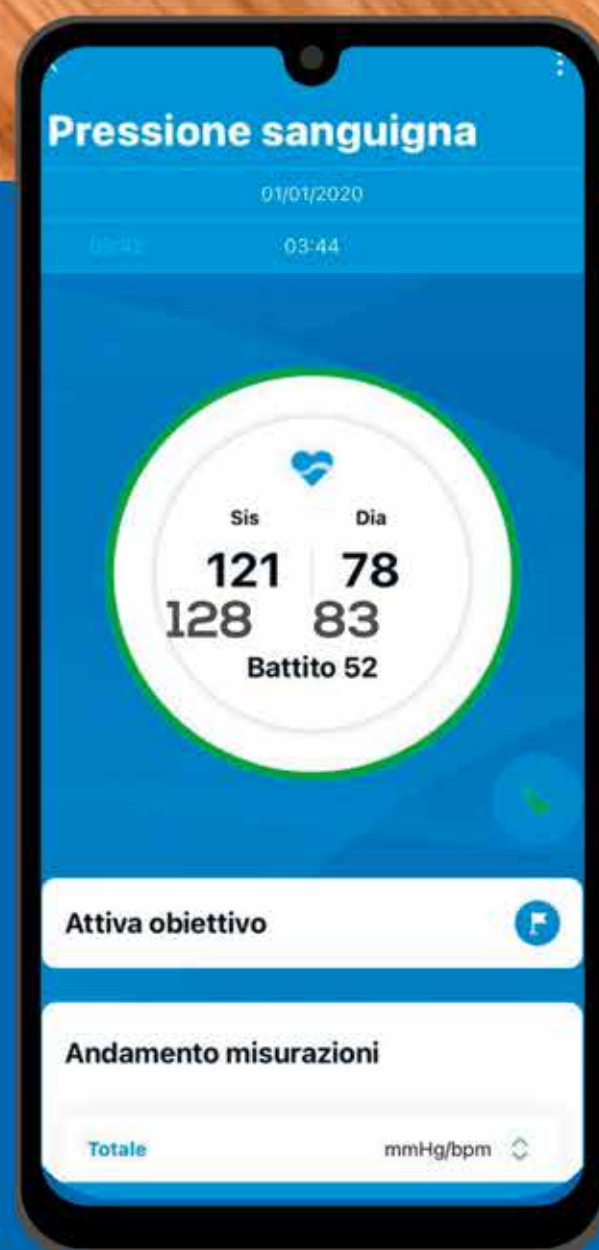 Pressione sanguigna
01/01/2020
03:44
Sis Dia
121 78
128 83
Battito 52
Attiva obiettivo
Andamento misurazioni
Totale mmHg/bpm